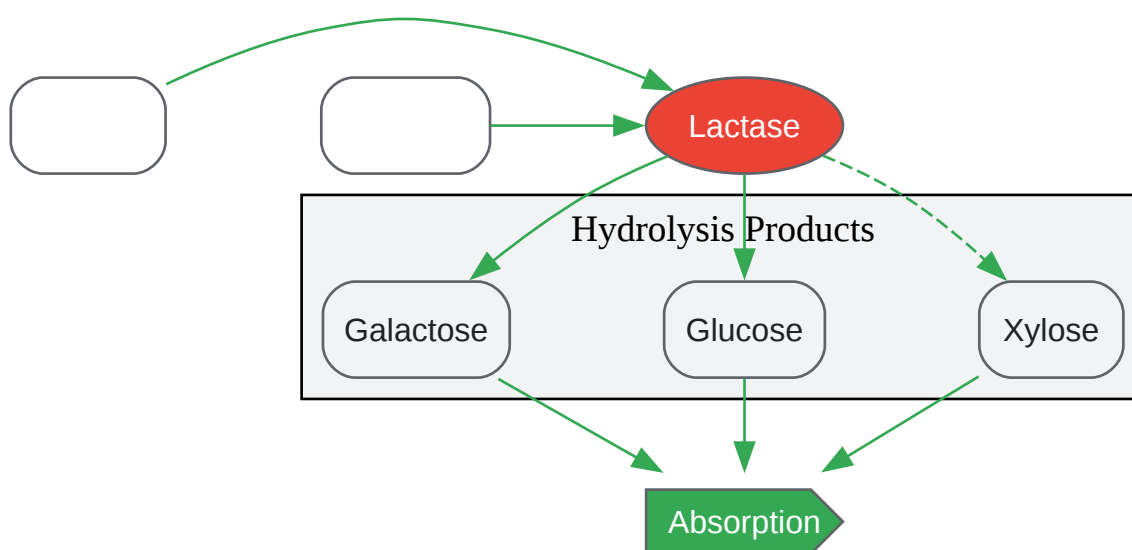 Lactase
Hydrolysis Products
Galactose
Glucose
Xylose
Absorption